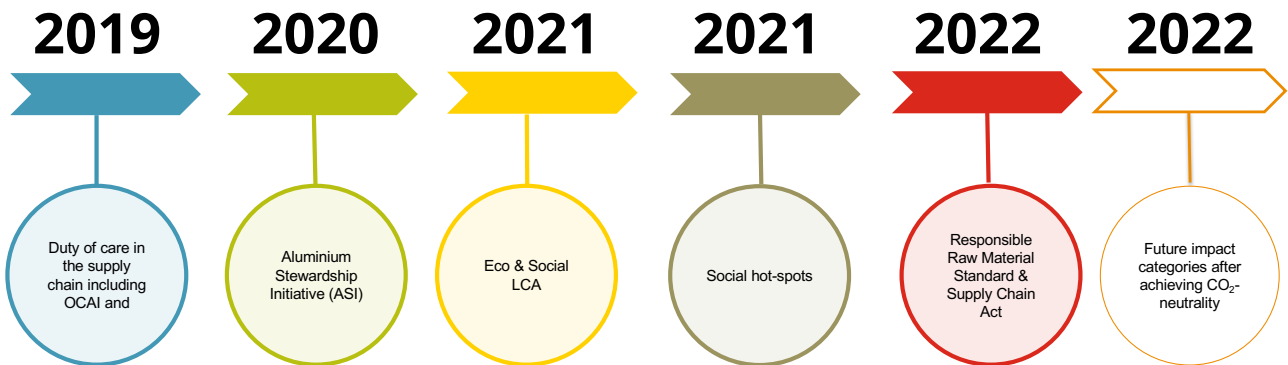 2019
2020
2021
2021
2022
2022
Duty of care in
the supply
chain including
OCAI and
Aluminium
Stewardship
Initiative (ASI)
Eco & Social
LCA
Social hot-spots
Responsible
Raw Material
Standard &
Supply Chain
Act
Future impact
categories after
achieving CO₂-
neutrality